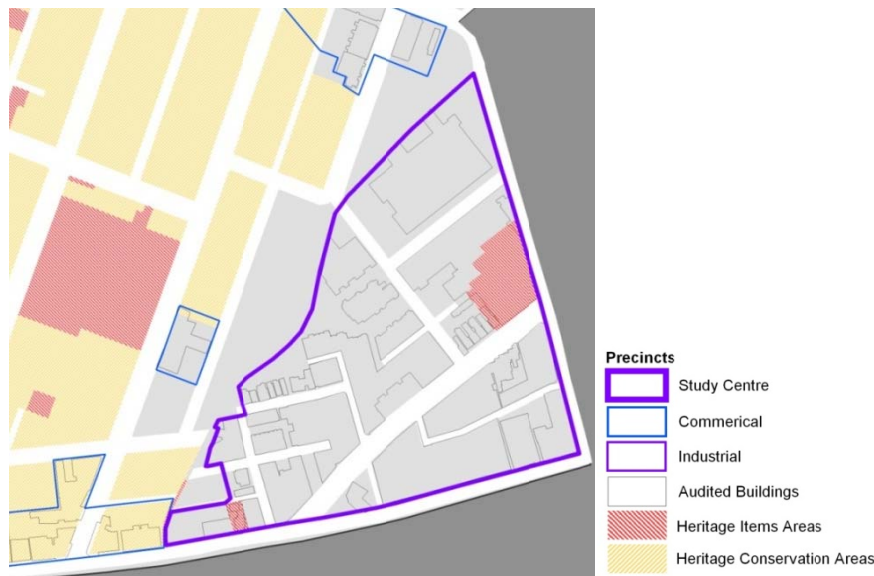 Precincts
Study Centre
Commerical
Industrial
Audited Buildings
Heritage Items Areas
Heritage Conservation Areas